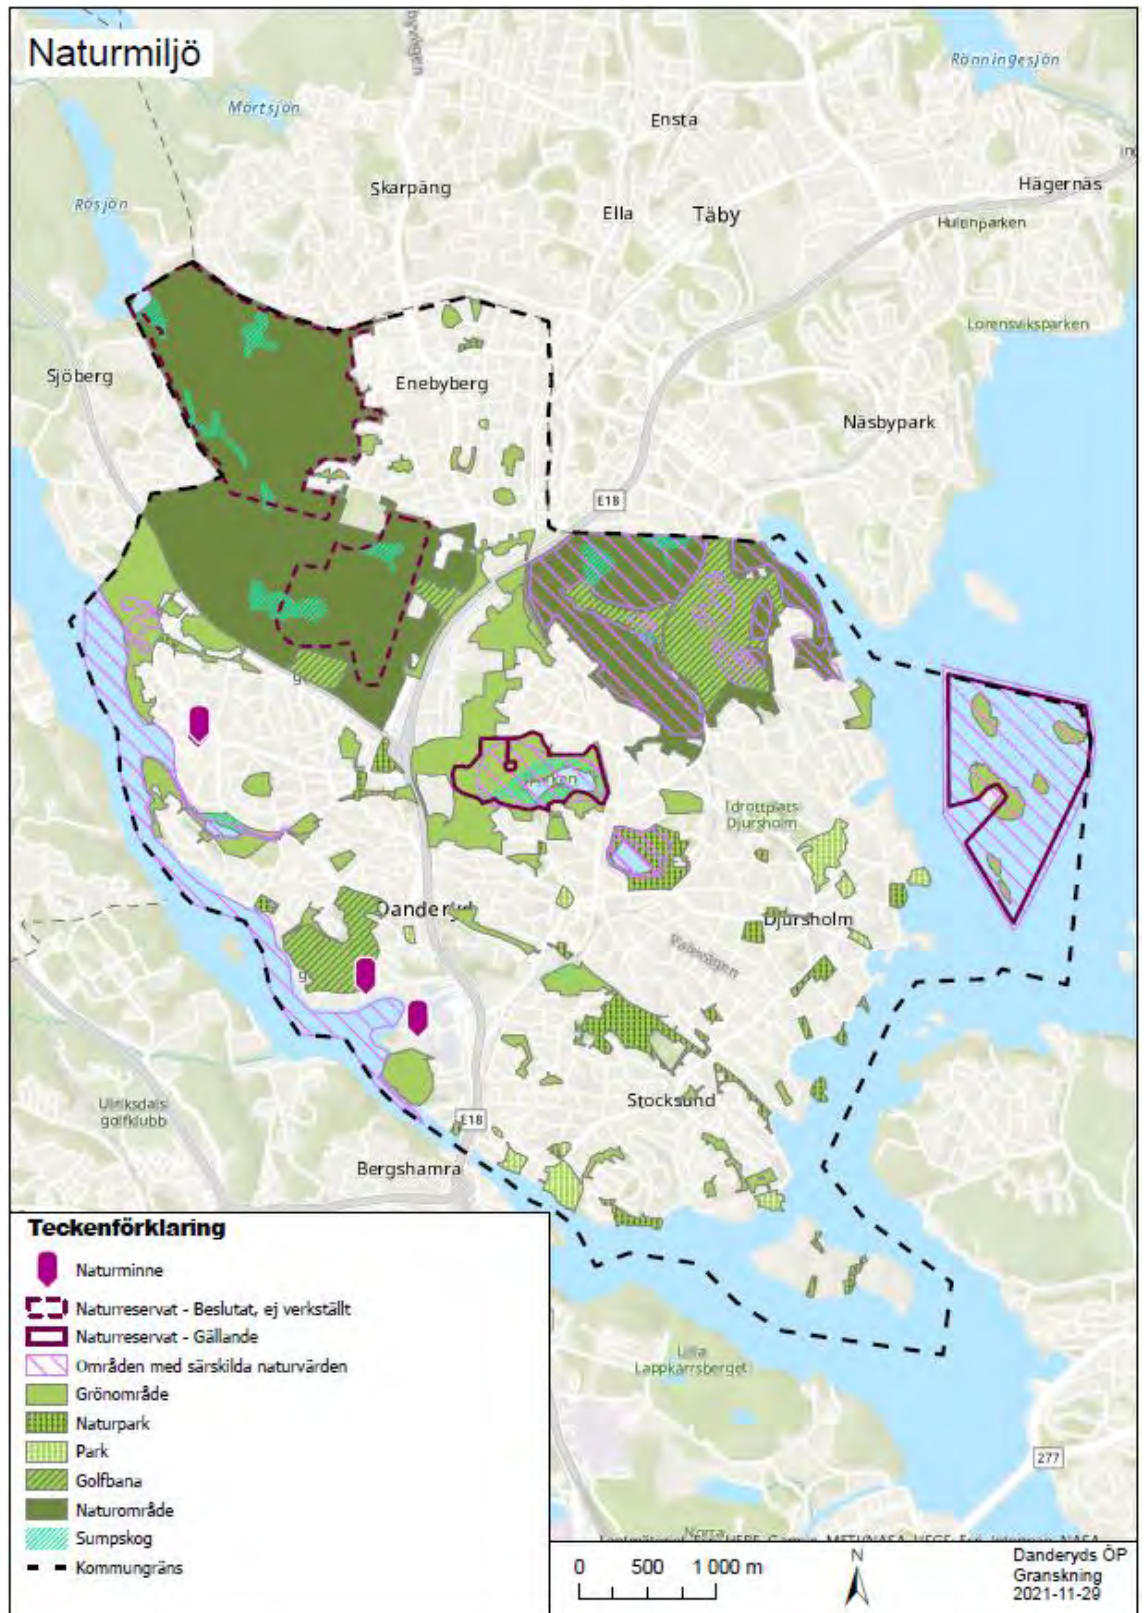 Naturmiljö
Rönningesjön
Mörtsjön
Ensta
Skarpäng
Hägernäs
Rösjön
Ella
Täby
Lorensviksparken
Sjöberg
Enebyberg
Näsbypark
E18
Idrottplats
Djursholm
Danderyd
Djursholm
Ulriksdals
golfklubb
Stocksund
E18
Bergshamra
Lilla
Lappkärrsberget
277
Norra
Teckenförklaring
Naturminne
Naturreservat - Beslutat, ej verkställt
Naturreservat - Gällande
Områden med särskilda naturvärden
Grönområde
Naturpark
Park
Golfbana
Naturområde
Sumpskog
Kommungräns
0 500 1 000 m
N
Danderyds ÖP
Granskning
2021-11-29